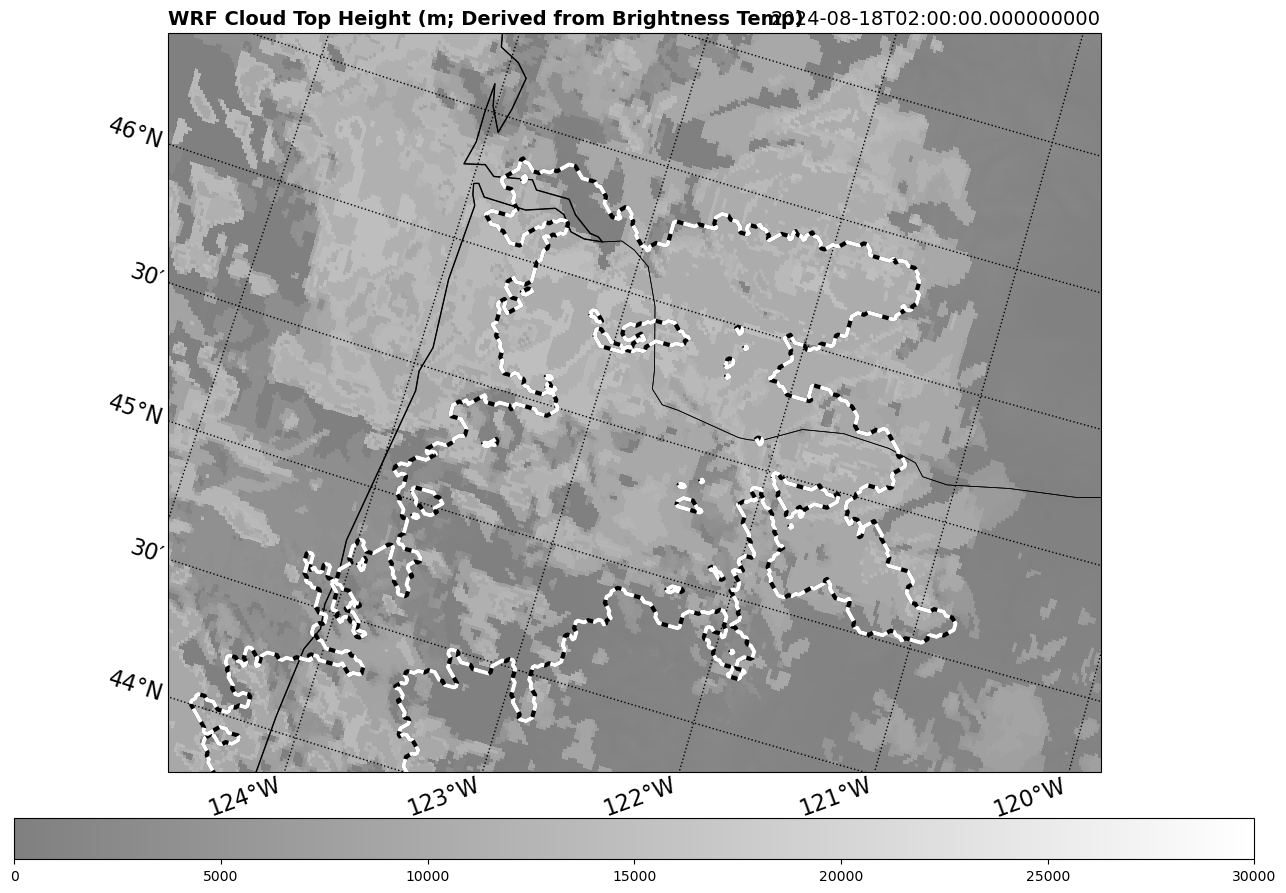 WRF Cloud Top Height (m; Derived from Brightness Temp) 2024-08-18T02:00:00.000000000
46°N
30′
45°N
30′
44°N
124°W 123°W 122°W 121°W 120°W
0 5000 10000 15000 20000 25000 30000